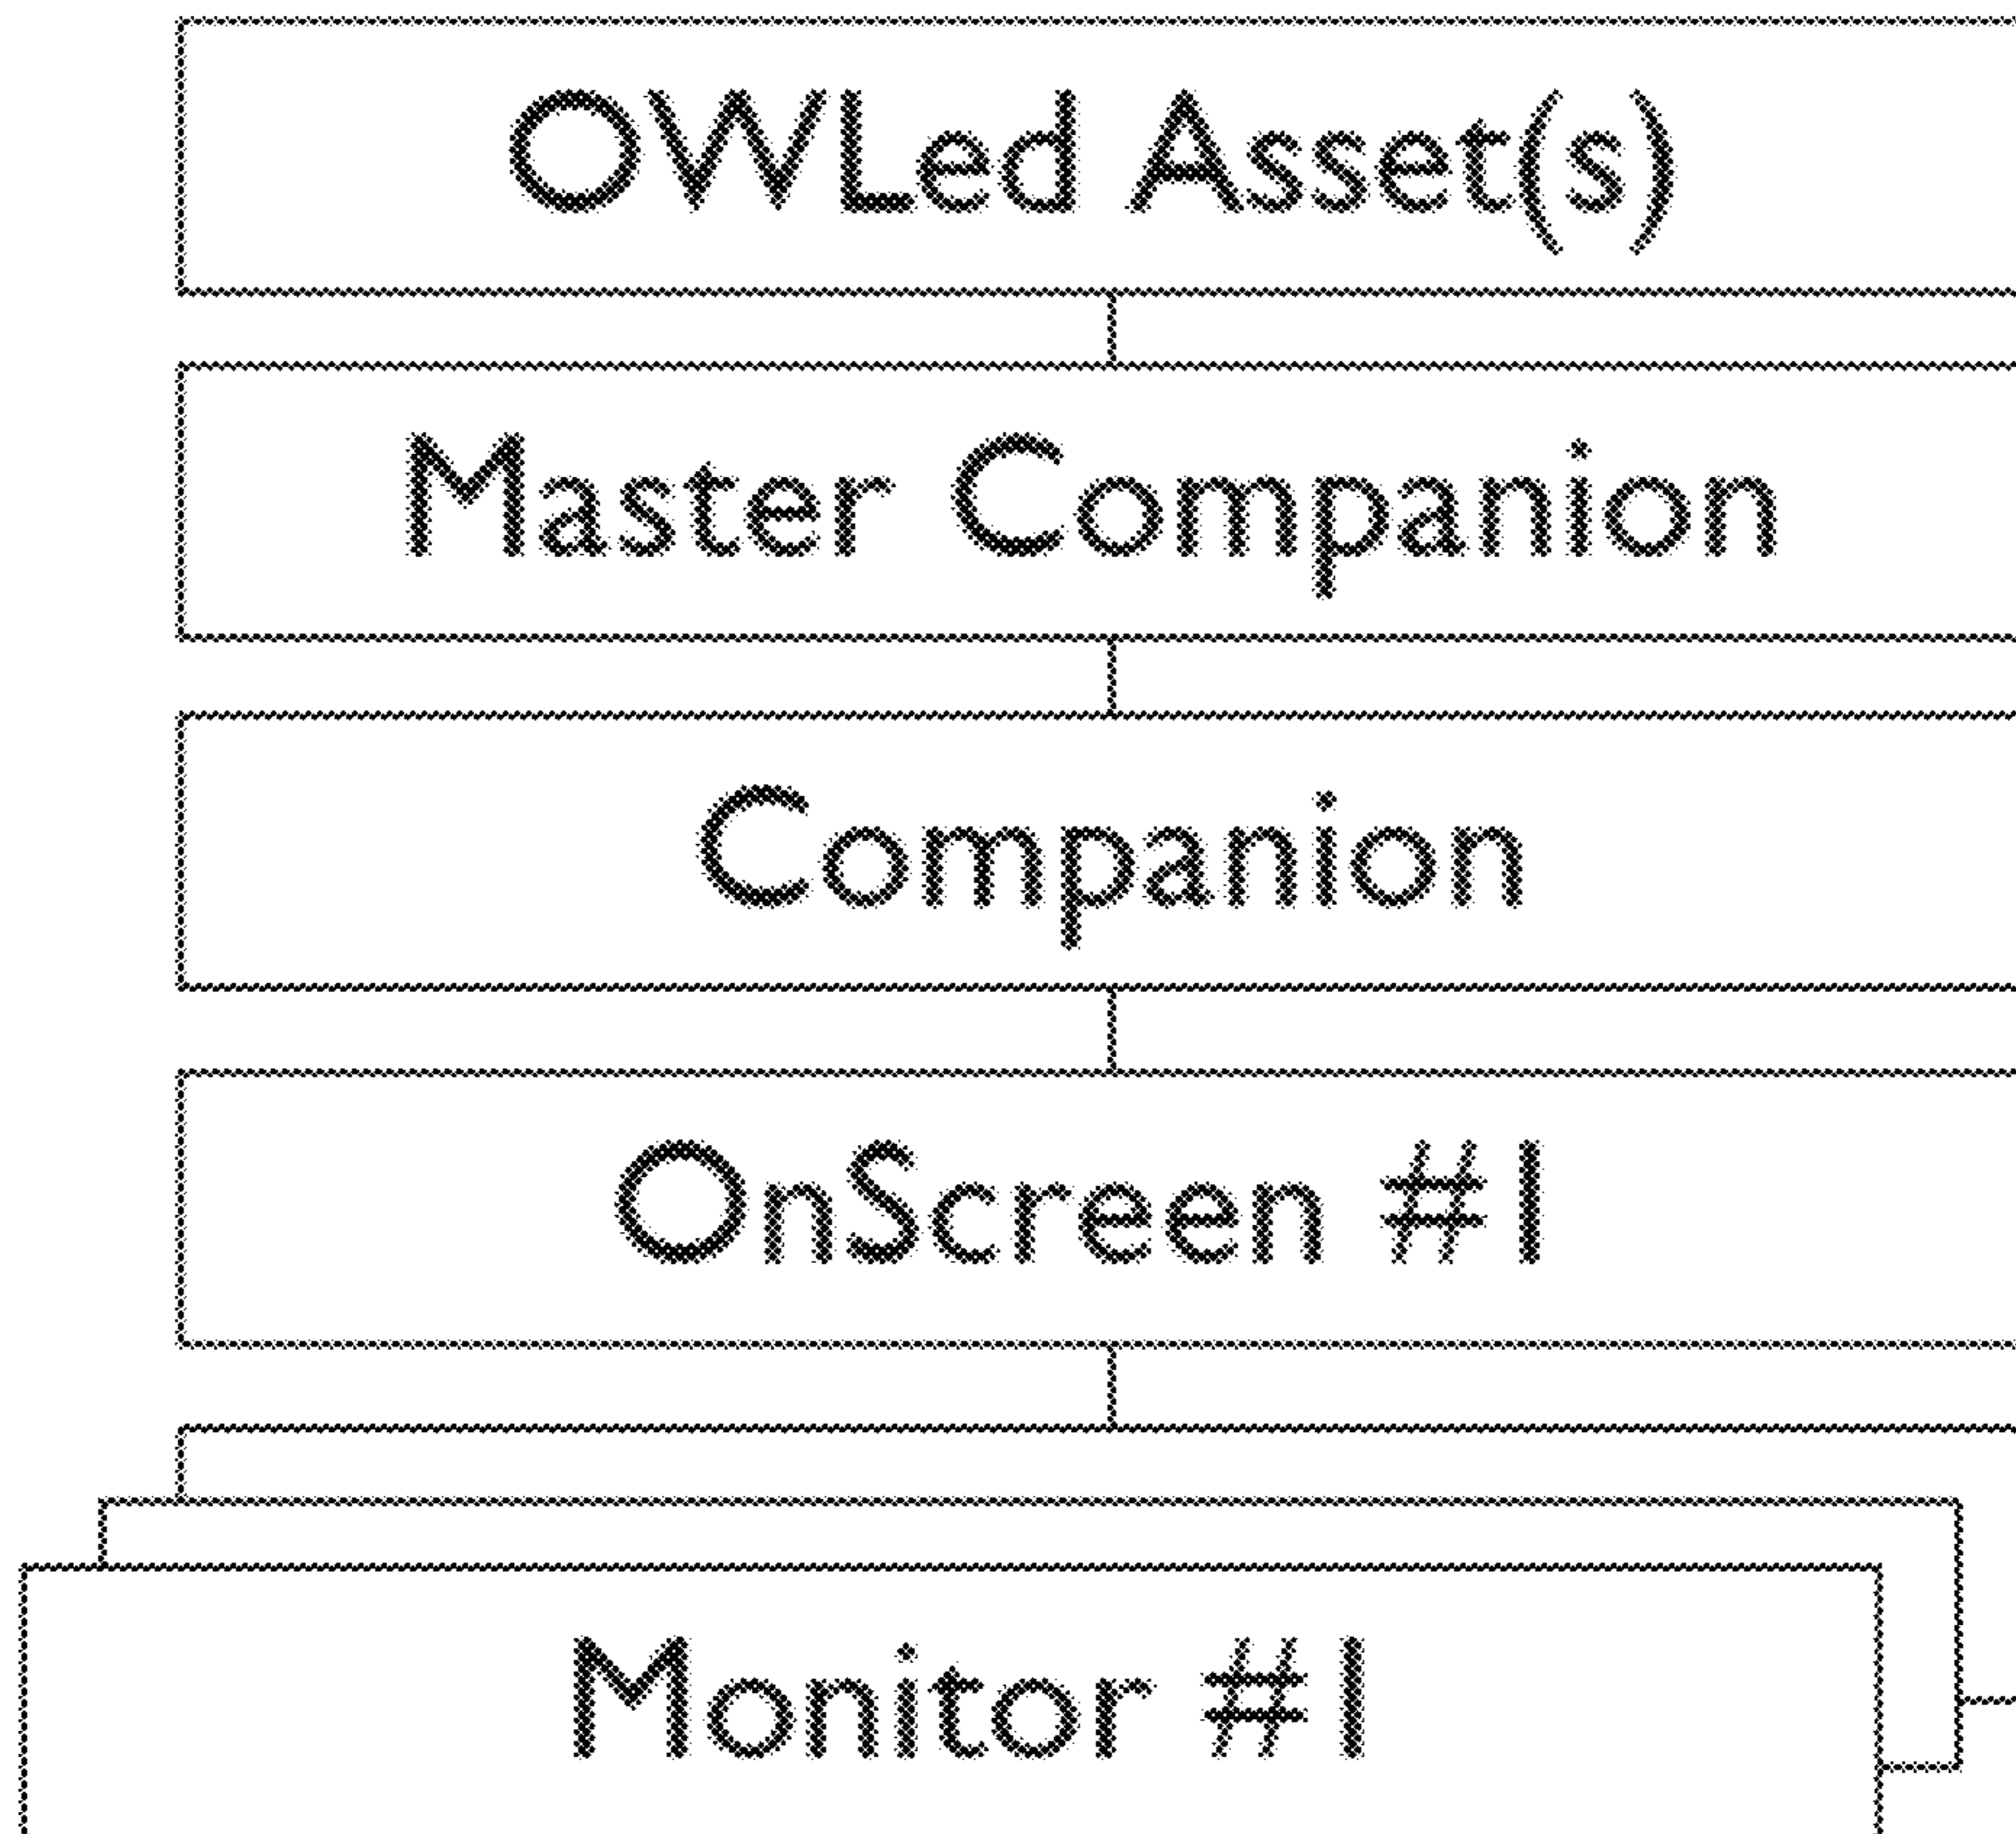 OWLed Asset(s)
Master Companion
Companion
OnScreen #1
Monitor #1